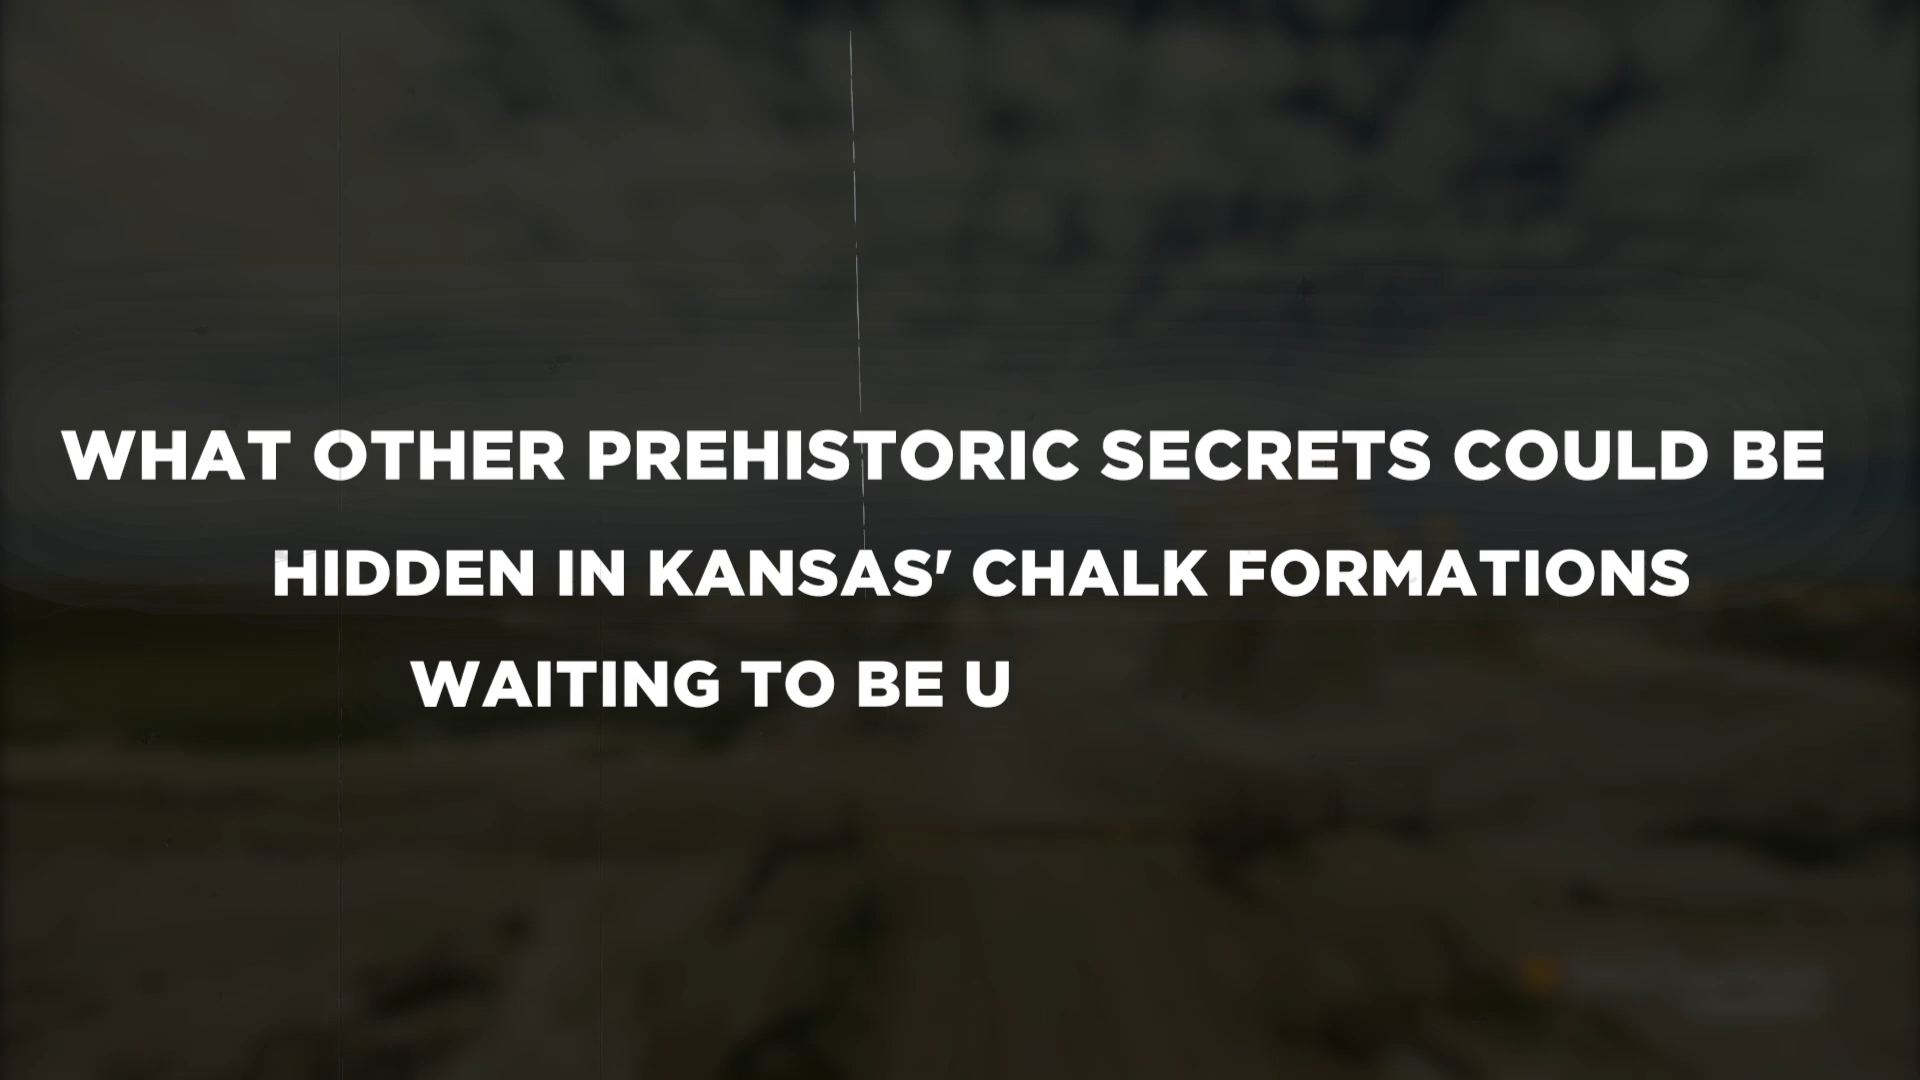 WHAT OTHER PREHISTORIC SECRETS COULD BE
HIDDEN IN KANSAS' CHALK FORMATIONS
WAITING TO BE U